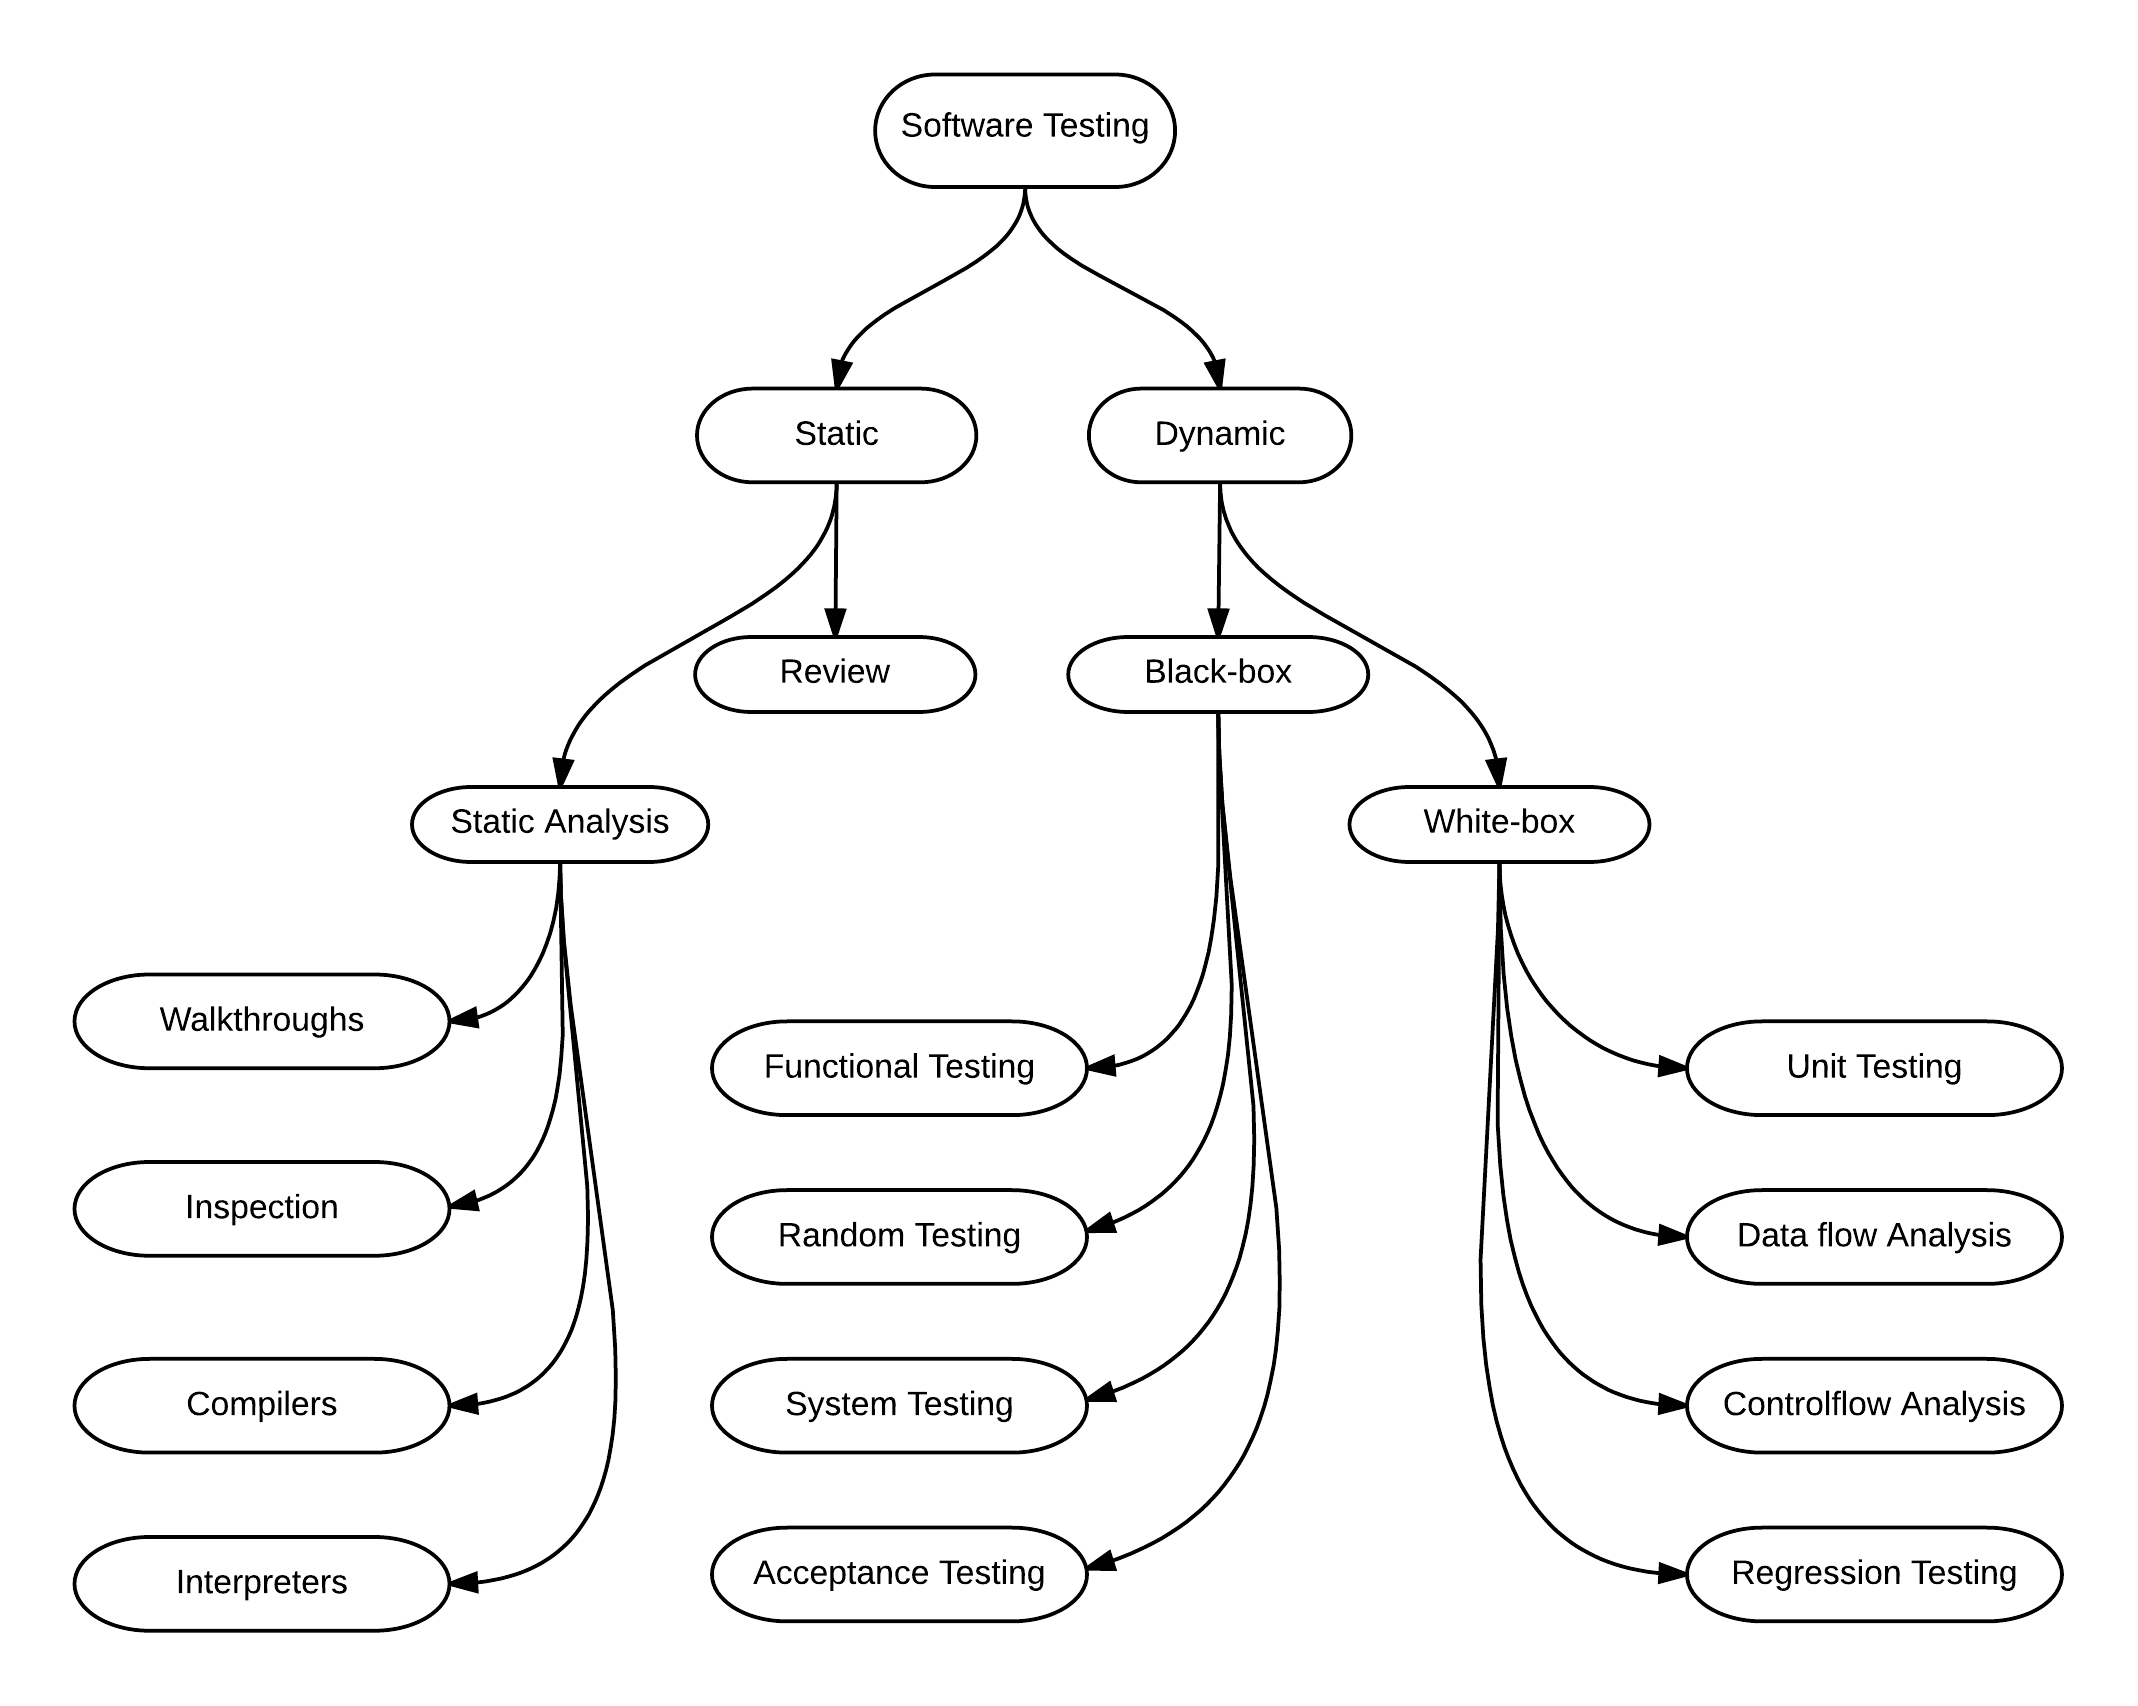 Software Testing
Static
Dynamic
Review
Black-box
Static Analysis
White-box
Walkthroughs
Inspection
Compilers
Interpreters
Functional Testing
Random Testing
System Testing
Acceptance Testing
Unit Testing
Data flow Analysis
Controlflow Analysis
Regression Testing